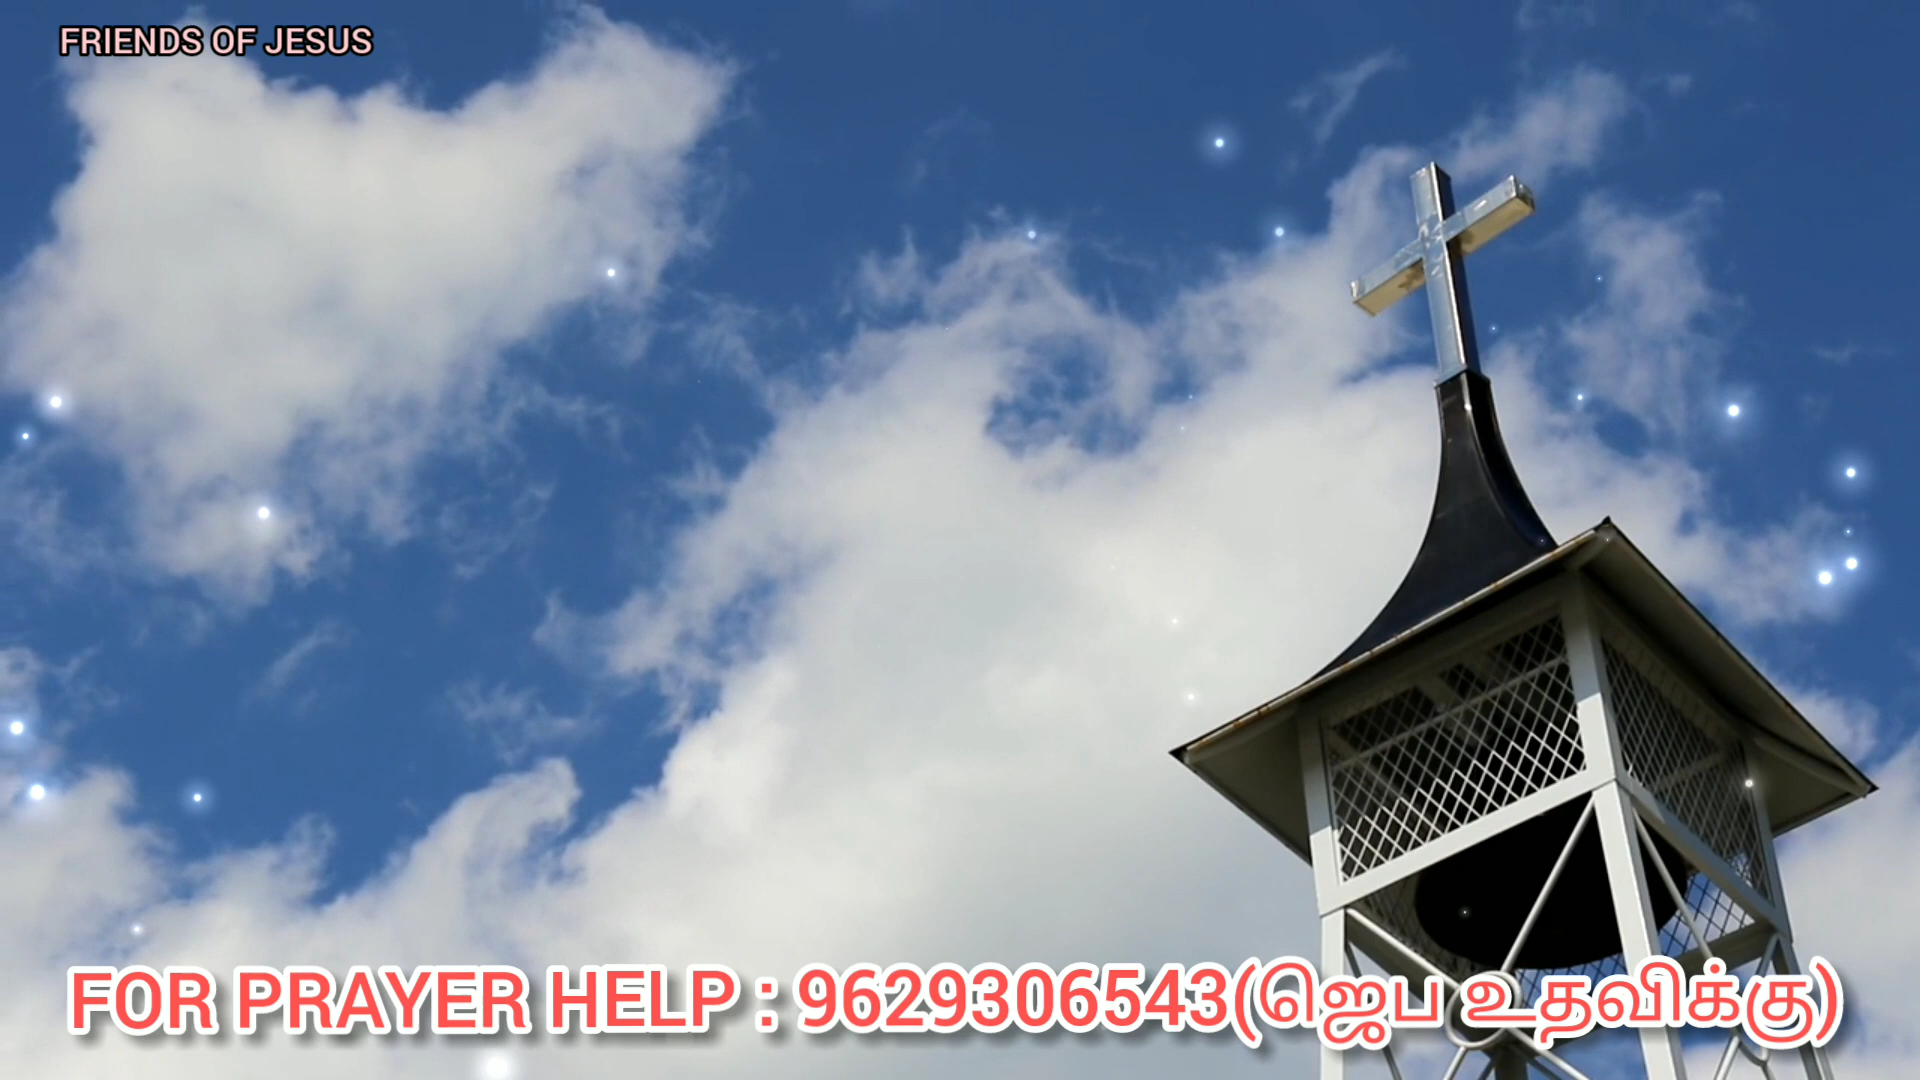 FRIENDS OF JESUS
FOR PRAYER HELP : 9629306543(ஜெப உதவிக்கு)